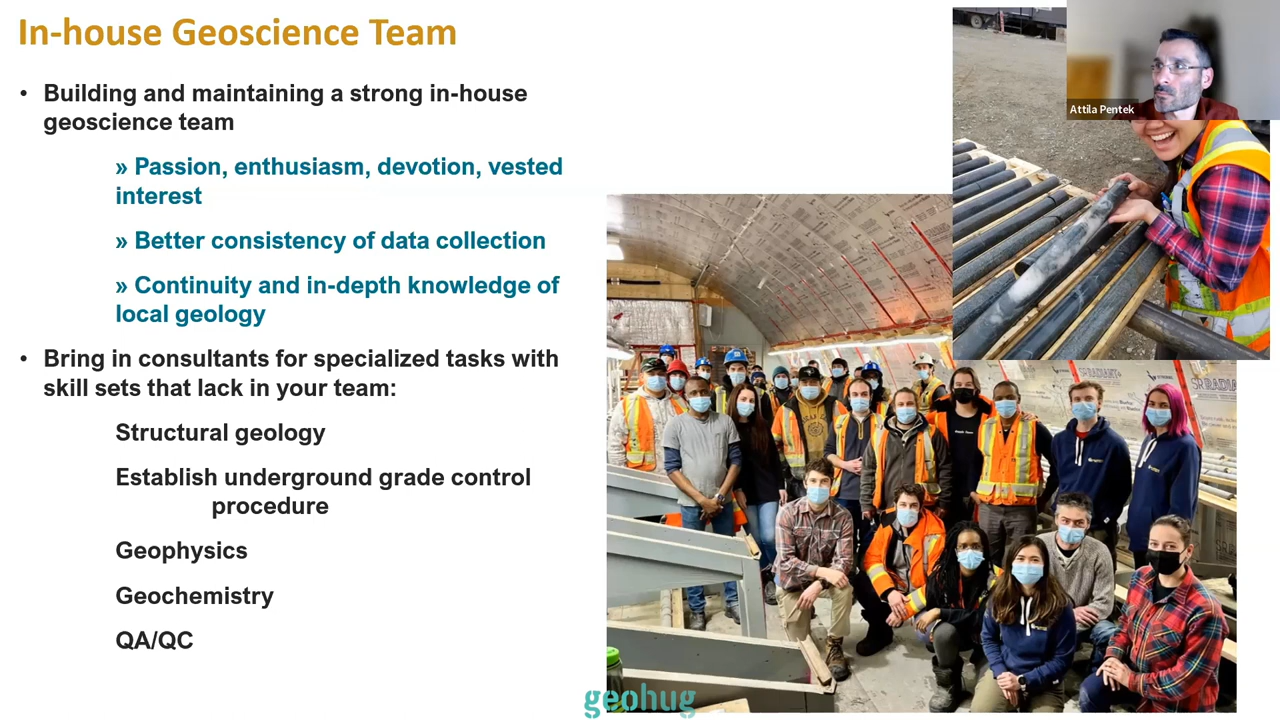 In-house Geoscience Team
• Building and maintaining a strong in-house
geoscience team
» Passion, enthusiasm, devotion, vested
interest
» Better consistency of data collection
» Continuity and in-depth knowledge of
local geology
• Bring in consultants for specialized tasks with
skill sets that lack in your team:
Structural geology
Establish underground grade control
procedure
Geophysics
Geochemistry
QA/QC
Attila Pentek
geohug